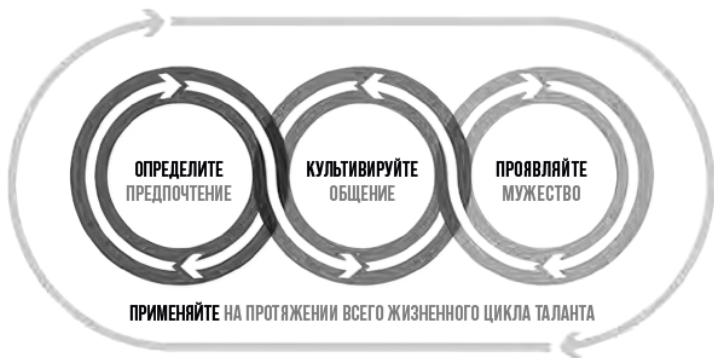 ОПРЕДЕЛИТЕ
ПРЕДПОЧТЕНИЕ
КУЛЬТИВИРУЙТЕ
ОБЩЕНИЕ
ПРОЯВЛЯЙТЕ
МУЖЕСТВО
ПРИМЕНЯЙТЕ НА ПРОТЯЖЕНИИ ВСЕГО ЖИЗНЕННОГО ЦИКЛА ТАЛАНТА